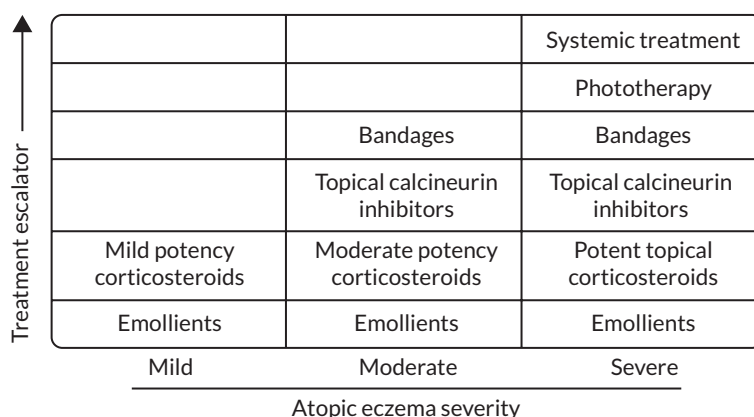 Treatment escalator
Systemic treatment
Phototherapy
Bandages Bandages
Topical calcineurin Topical calcineurin
inhibitors inhibitors
Mild potency Moderate potency Potent topical
corticosteroids corticosteroids corticosteroids
Emollients Emollients Emollients
Mild Moderate Severe
Atopic eczema severity